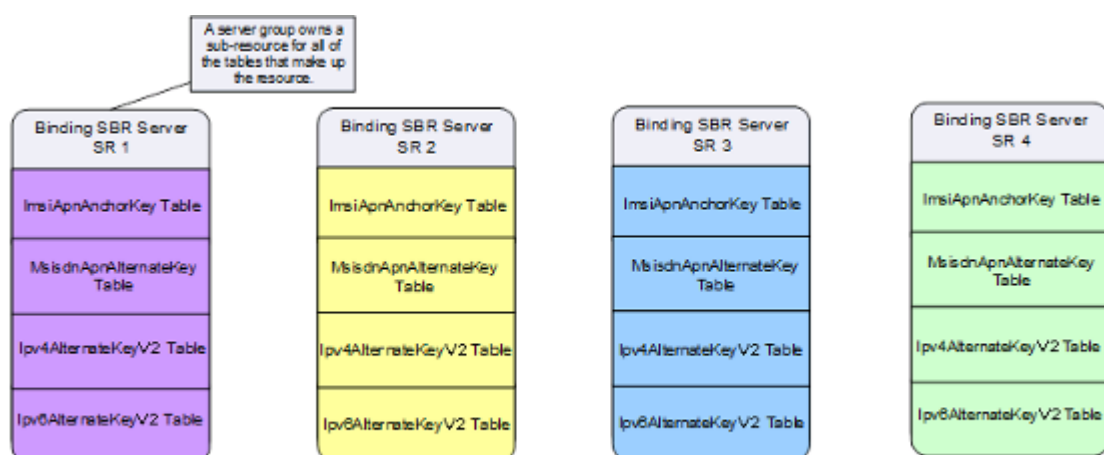 A server group owns a
sub-resource for all of
the tables that make up
the resource.
Binding SBR Server
SR 1
ImsiApnAnchorKey Table
MsisdnApnAlternateKey
Table
Ipv4AlternateKeyV2 Table
Ipv6AlternateKeyV2 Table
Binding SBR Server
SR 2
ImsiApnAnchorKey Table
MsisdnApnAlternateKey
Table
Ipv4AlternateKeyV2 Table
Ipv6AlternateKeyV2 Table
Binding SBR Server
SR 3
ImsiApnAnchorKey Table
MsisdnApnAlternateKey
Table
Ipv4AlternateKeyV2 Table
Ipv6AlternateKeyV2 Table
Binding SBR Server
SR 4
ImsiApnAnchorKey Table
MsisdnApnAlternateKey
Table
Ipv4AlternateKeyV2 Table
Ipv6AlternateKeyV2 Table